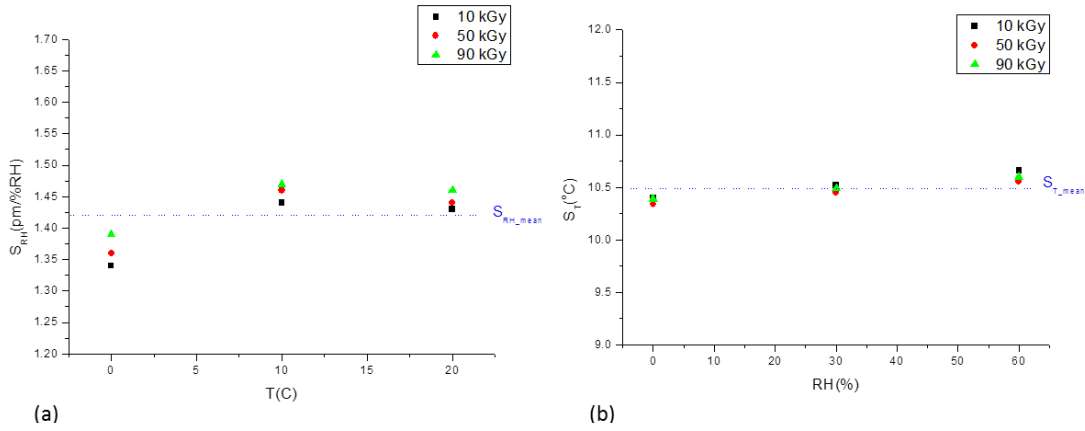 10 kGy
50 kGy
90 kGy
1.70
1.65
1.60
1.55
1.50
1.45
1.40
1.35
1.30
1.25
1.20
S_RH(pm/%RH)
S_RH_mean
0
5
10
15
20
T(C)
(a)
10 kGy
50 kGy
90 kGy
12.0
11.5
11.0
10.5
10.0
9.5
9.0
S_T(°C)
S_T_mean
0
10
20
30
40
50
60
RH(%)
(b)